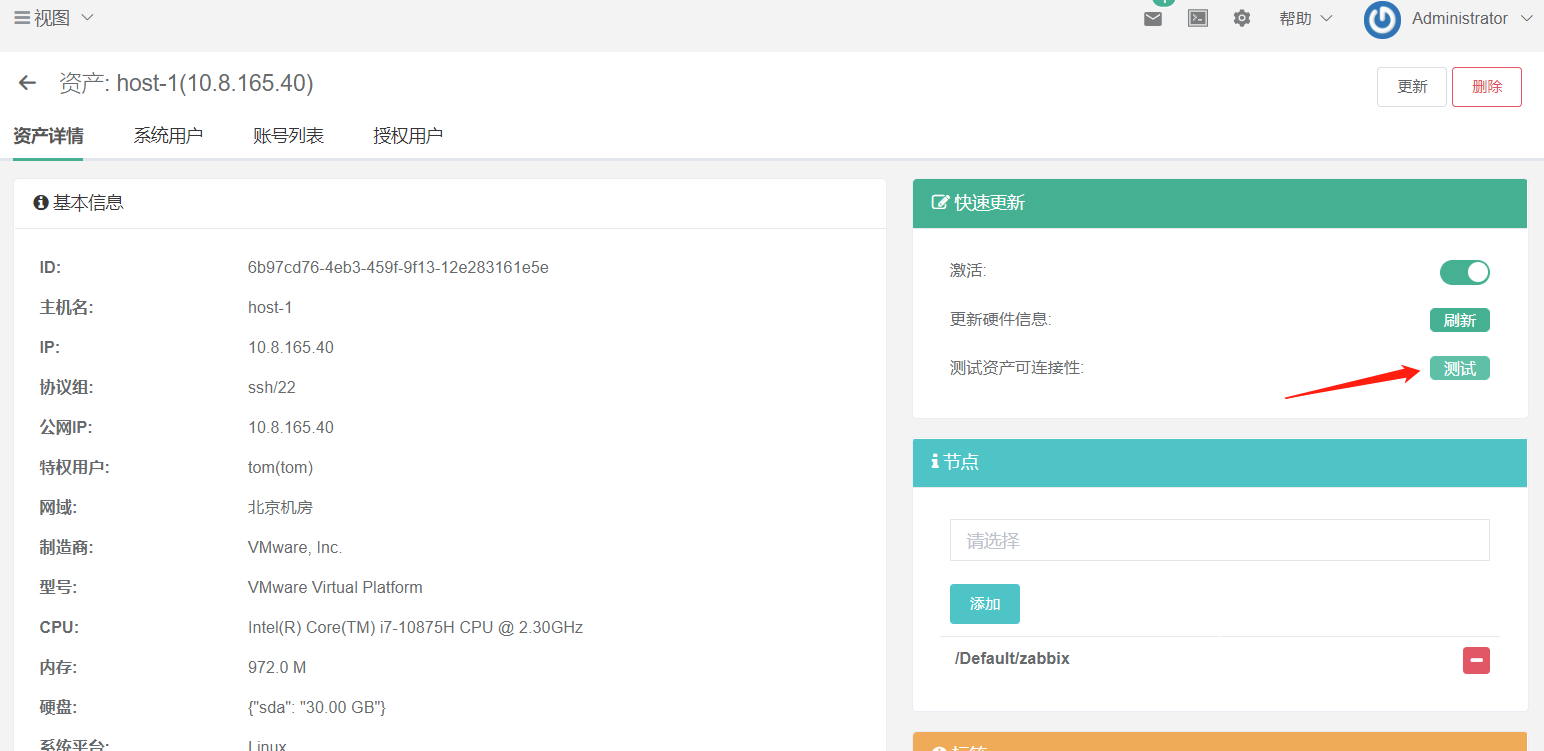 视图
帮助
Administrator
资产: host-1(10.8.165.40)
更新
删除
资产详情
系统用户
账号列表
授权用户
基本信息
ID: 6b97cd76-4eb3-459f-9f13-12e283161e5e
主机名: host-1
IP: 10.8.165.40
协议组: ssh/22
公网IP: 10.8.165.40
特权用户: tom(tom)
网域: 北京机房
制造商: VMware, Inc.
型号: VMware Virtual Platform
CPU: Intel(R) Core(TM) i7-10875H CPU @ 2.30GHz
内存: 972.0 M
硬盘: {"sda": "30.00 GB"}
系统平台: Linux
快速更新
激活:
更新硬件信息: 刷新
测试资产可连接性: 测试
节点
请选择
添加
/Default/zabbix
标签